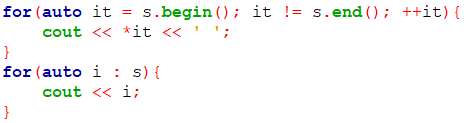 for(auto it = s.begin(); it != s.end(); ++it){
    cout << *it << ' ';
}
for(auto i : s){
    cout << i;
}